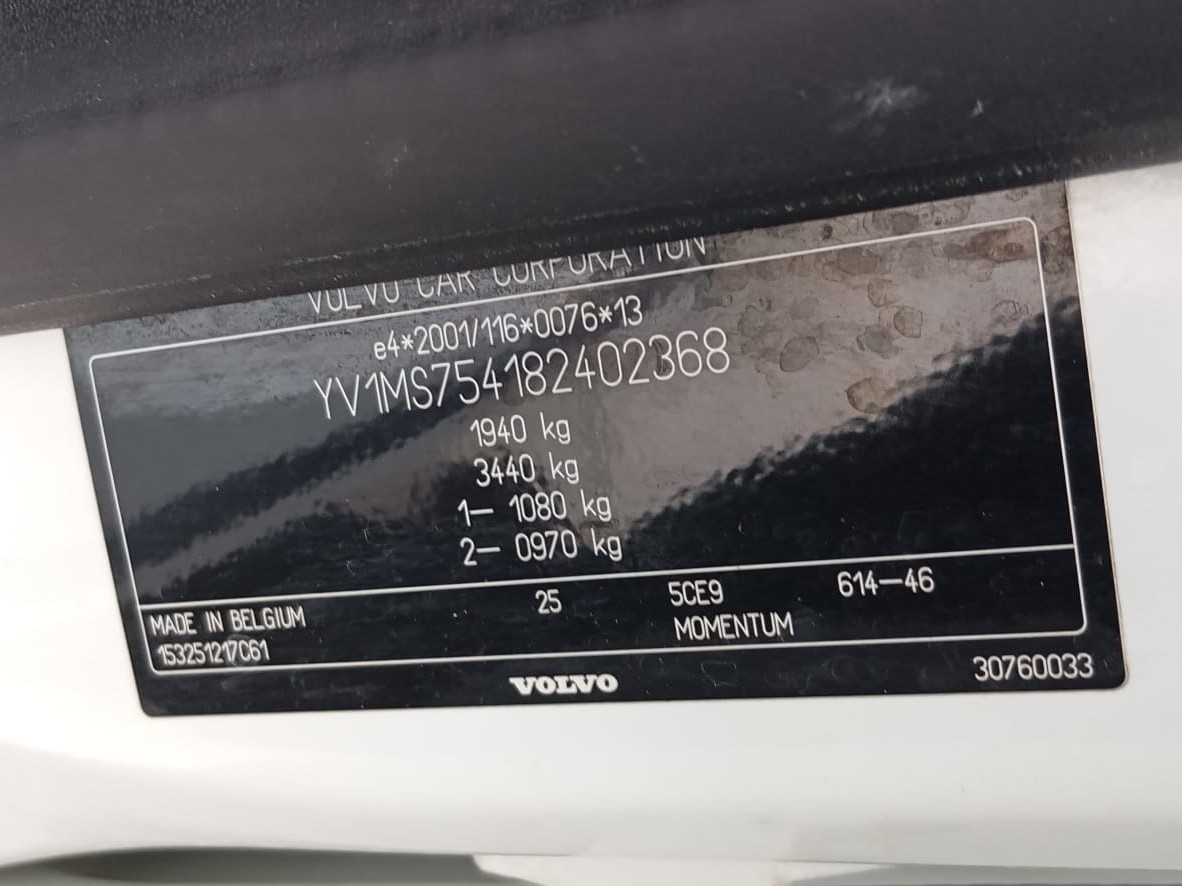 VOLVO CAR CORPORATION
e4*2001/116*0076*13
YV1MS754182402368
1940 kg
3440 kg
1– 1080 kg
2– 0970 kg
MADE IN BELGIUM 25 5CE9 614–46
153251217C61 MOMENTUM
VOLVO 30760033